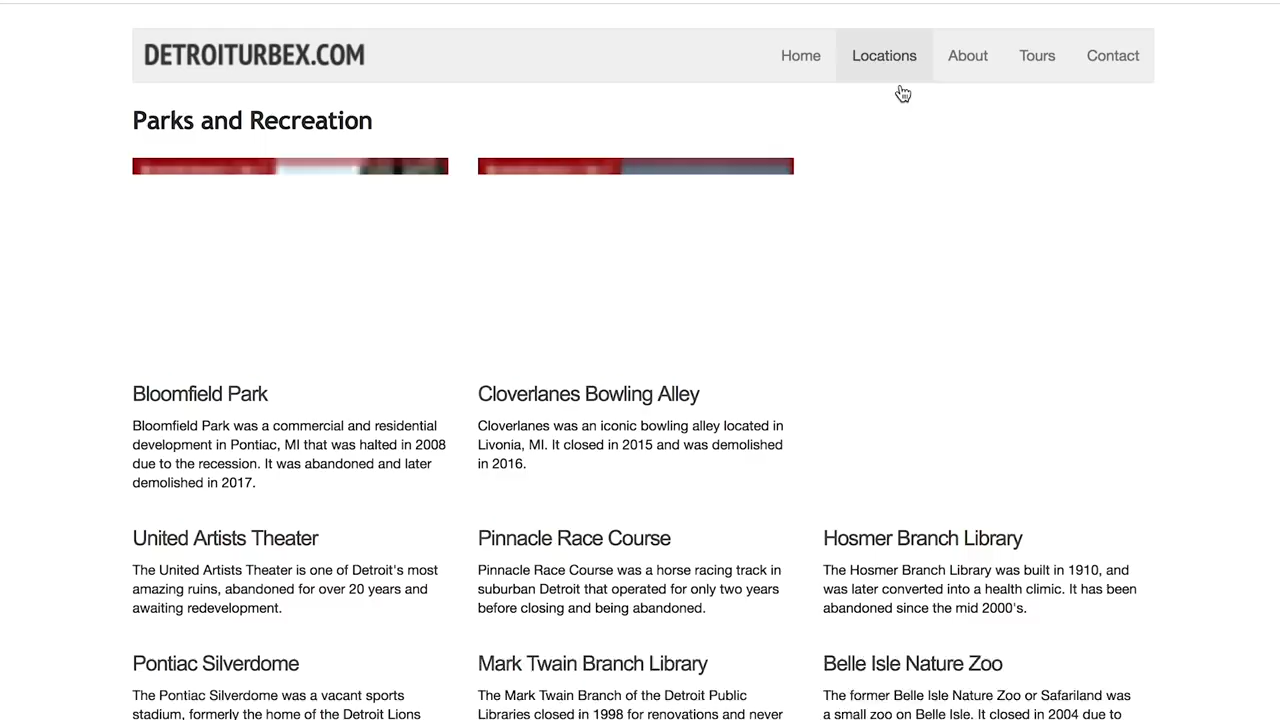 DETROITURBEX.COM
Home
Locations
About
Tours
Contact
Parks and Recreation
Bloomfield Park
Bloomfield Park was a commercial and residential
development in Pontiac, MI that was halted in 2008
due to the recession. It was abandoned and later
demolished in 2017.
Cloverlanes Bowling Alley
Cloverlanes was an iconic bowling alley located in
Livonia, MI. It closed in 2015 and was demolished
in 2016.
United Artists Theater
The United Artists Theater is one of Detroit's most
amazing ruins, abandoned for over 20 years and
awaiting redevelopment.
Pinnacle Race Course
Pinnacle Race Course was a horse racing track in
suburban Detroit that operated for only two years
before closing and being abandoned.
Hosmer Branch Library
The Hosmer Branch Library was built in 1910, and
was later converted into a health clinic. It has been
abandoned since the mid 2000's.
Pontiac Silverdome
The Pontiac Silverdome was a vacant sports
stadium, formerly the home of the Detroit Lions
Mark Twain Branch Library
The Mark Twain Branch of the Detroit Public
Libraries closed in 1998 for renovations and never
Belle Isle Nature Zoo
The former Belle Isle Nature Zoo or Safariland was
a small zoo on Belle Isle. It closed in 2004 due to